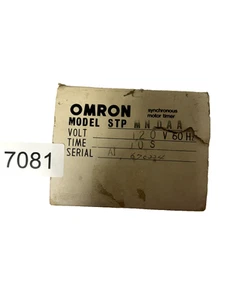 OMRON synchronous motor timer
MODEL STP
VOLT 120 V 60 HZ
TIME 10 S
SERIAL
7081